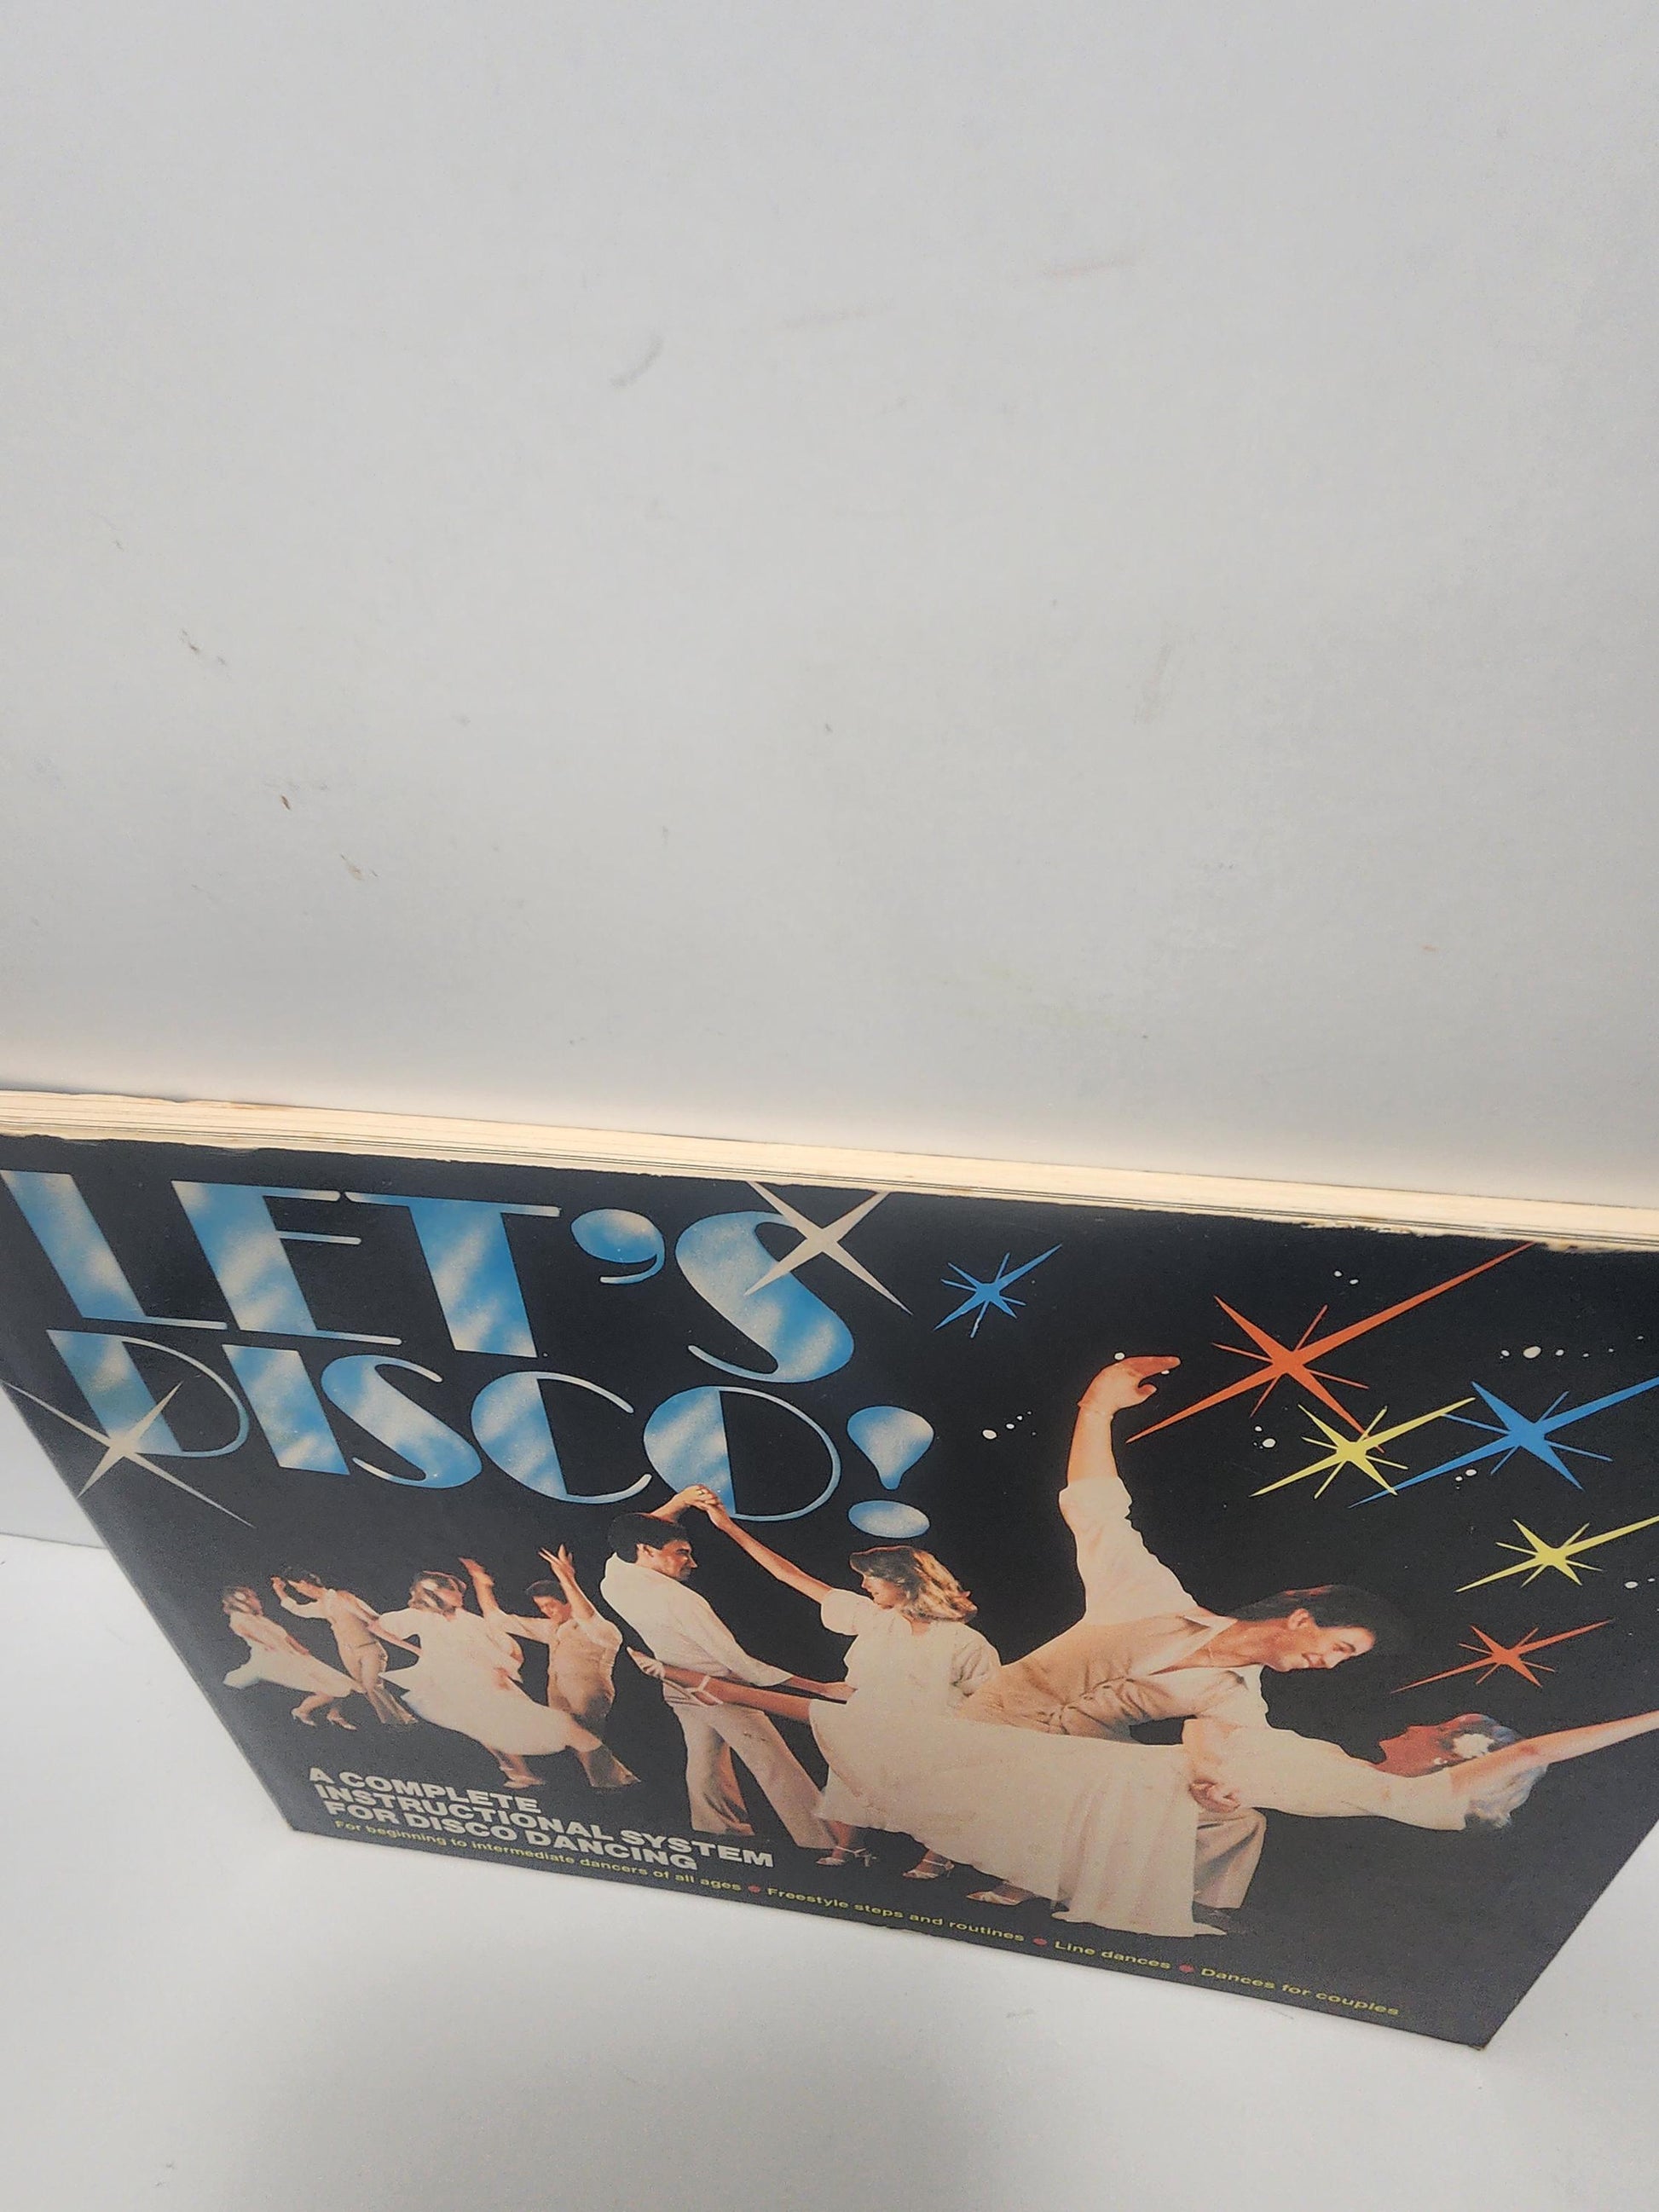 LET'S
DISCO!
A COMPLETE
INSTRUCTIONAL SYSTEM
FOR DISCO DANCING
For beginning to intermediate dancers of all ages • Freestyle steps and routines • Line dances • Dances for couples